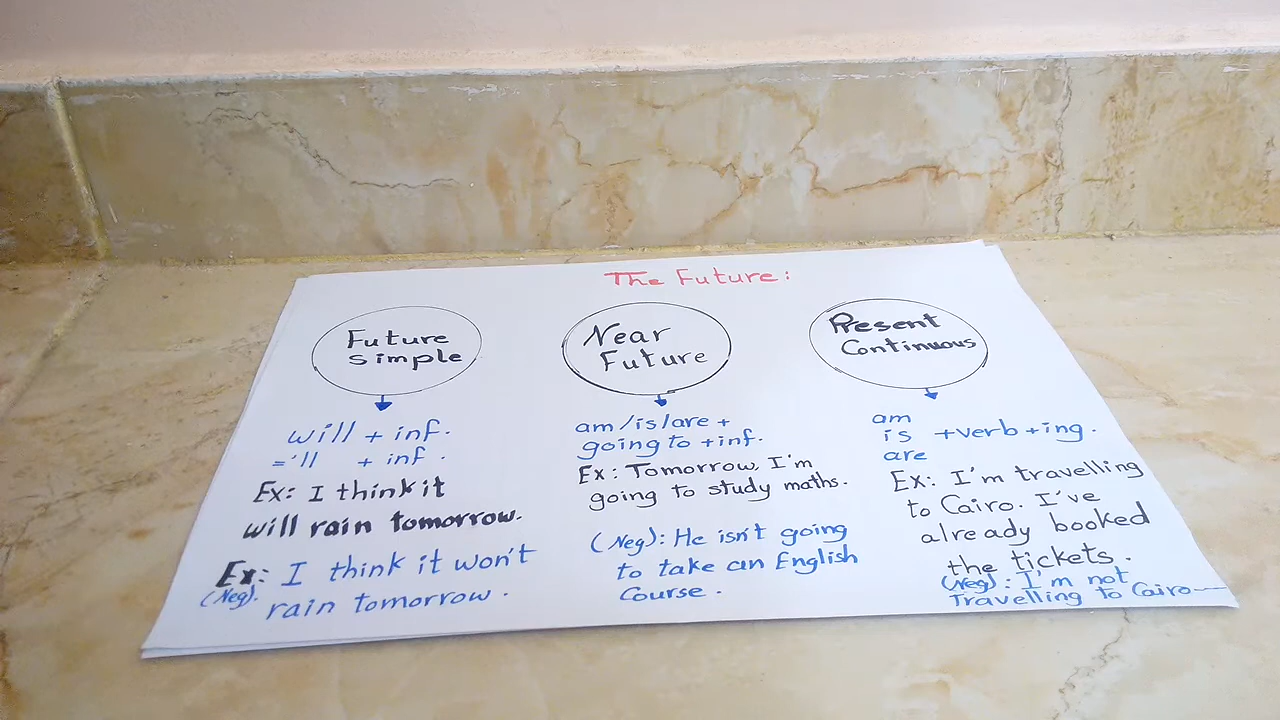 The Future:
Future
simple
will + inf.
='ll + inf.
Ex: I think it
will rain tomorrow.
Ex: I think it won't
(Neg). rain tomorrow.
Near
Future
am/is/are +
going to +inf.
Ex: Tomorrow, I'm
going to study maths.
(Neg): He isn't going
to take an English
Course.
Present
Continuous
am
is +verb+ing.
are
Ex: I'm travelling
to Cairo. I've
already booked
the tickets.
(Neg): I'm not
Travelling to Cairo